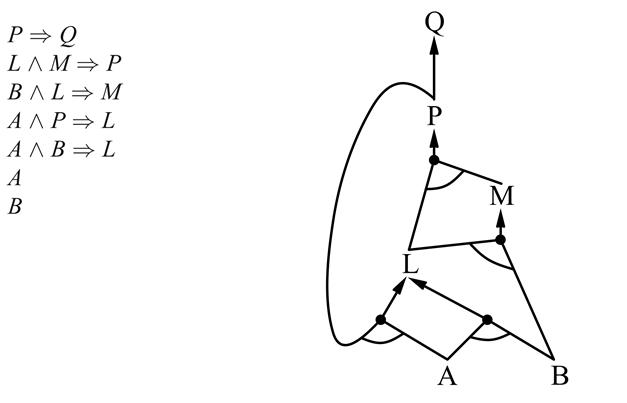 P ⇒ Q
L ∧ M ⇒ P
B ∧ L ⇒ M
A ∧ P ⇒ L
A ∧ B ⇒ L
A
B
Q
P
M
L
A B